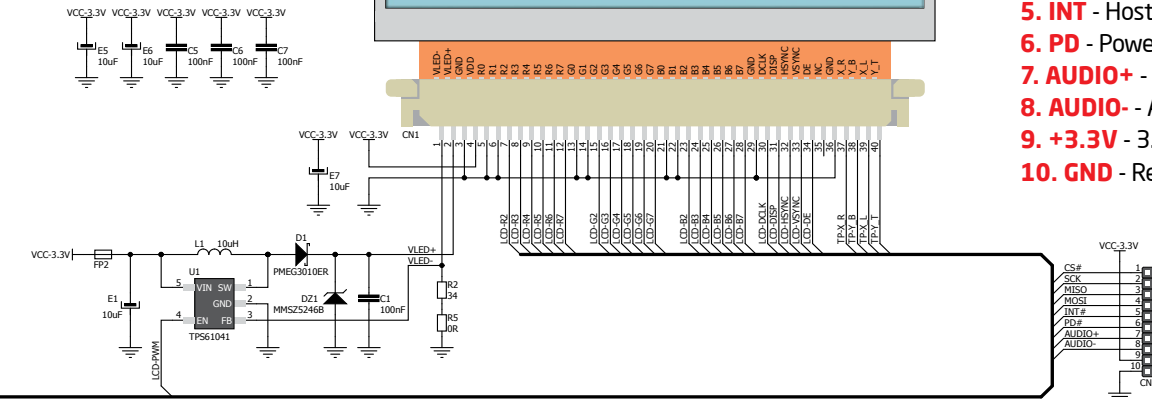 VCC-3.3V VCC-3.3V VCC-3.3V VCC-3.3V VCC-3.3V
E5 10uF
E6 10uF
C5 100nF
C6 100nF
C7 100nF
5. INT - Host
6. PD - Powe
7. AUDIO+ -
8. AUDIO- - A
9. +3.3V - 3.
10. GND - Re
VLED- VLED+ GND VDD R0 R1 R2 R3 R4 R5 R6 R7 G0 G1 G2 G3 G4 G5 G6 G7 B0 B1 B2 B3 B4 B5 B6 B7 GND DCLK DISP HSYNC VSYNC DE NC GND X_R Y_B X_L Y_T
VCC-3.3V VCC-3.3V CN1
1 2 3 4 5 6 7 8 9 10 11 12 13 14 15 16 17 18 19 20 21 22 23 24 25 26 27 28 29 30 31 32 33 34 35 36 37 38 39 40
E7
10uF
LCD-R2 LCD-R3 LCD-R4 LCD-R5 LCD-R6 LCD-R7 LCD-G2 LCD-G3 LCD-G4 LCD-G5 LCD-G6 LCD-G7 LCD-B2 LCD-B3 LCD-B4 LCD-B5 LCD-B6 LCD-B7 LCD-DCLK LCD-DISP LCD-HSYNC LCD-VSYNC LCD-DE TP-X_R TP-Y_B TP-X_L TP-Y_T
VCC-3.3V
FP2
L1 10uH
D1
PMEG3010ER
VLED+
VLED-
E1
10uF
U1
5 VIN SW 1
GND 2
4 EN FB 3
TPS61041
DZ1
MMSZ5246B
C1
100nF
R2
34
R5
0R
LCD-PWM
VCC-3.3V
CS# 1
SCK 2
MISO 3
MOSI 4
INT# 5
PD# 6
AUDIO+ 7
AUDIO- 8
9
10
CN